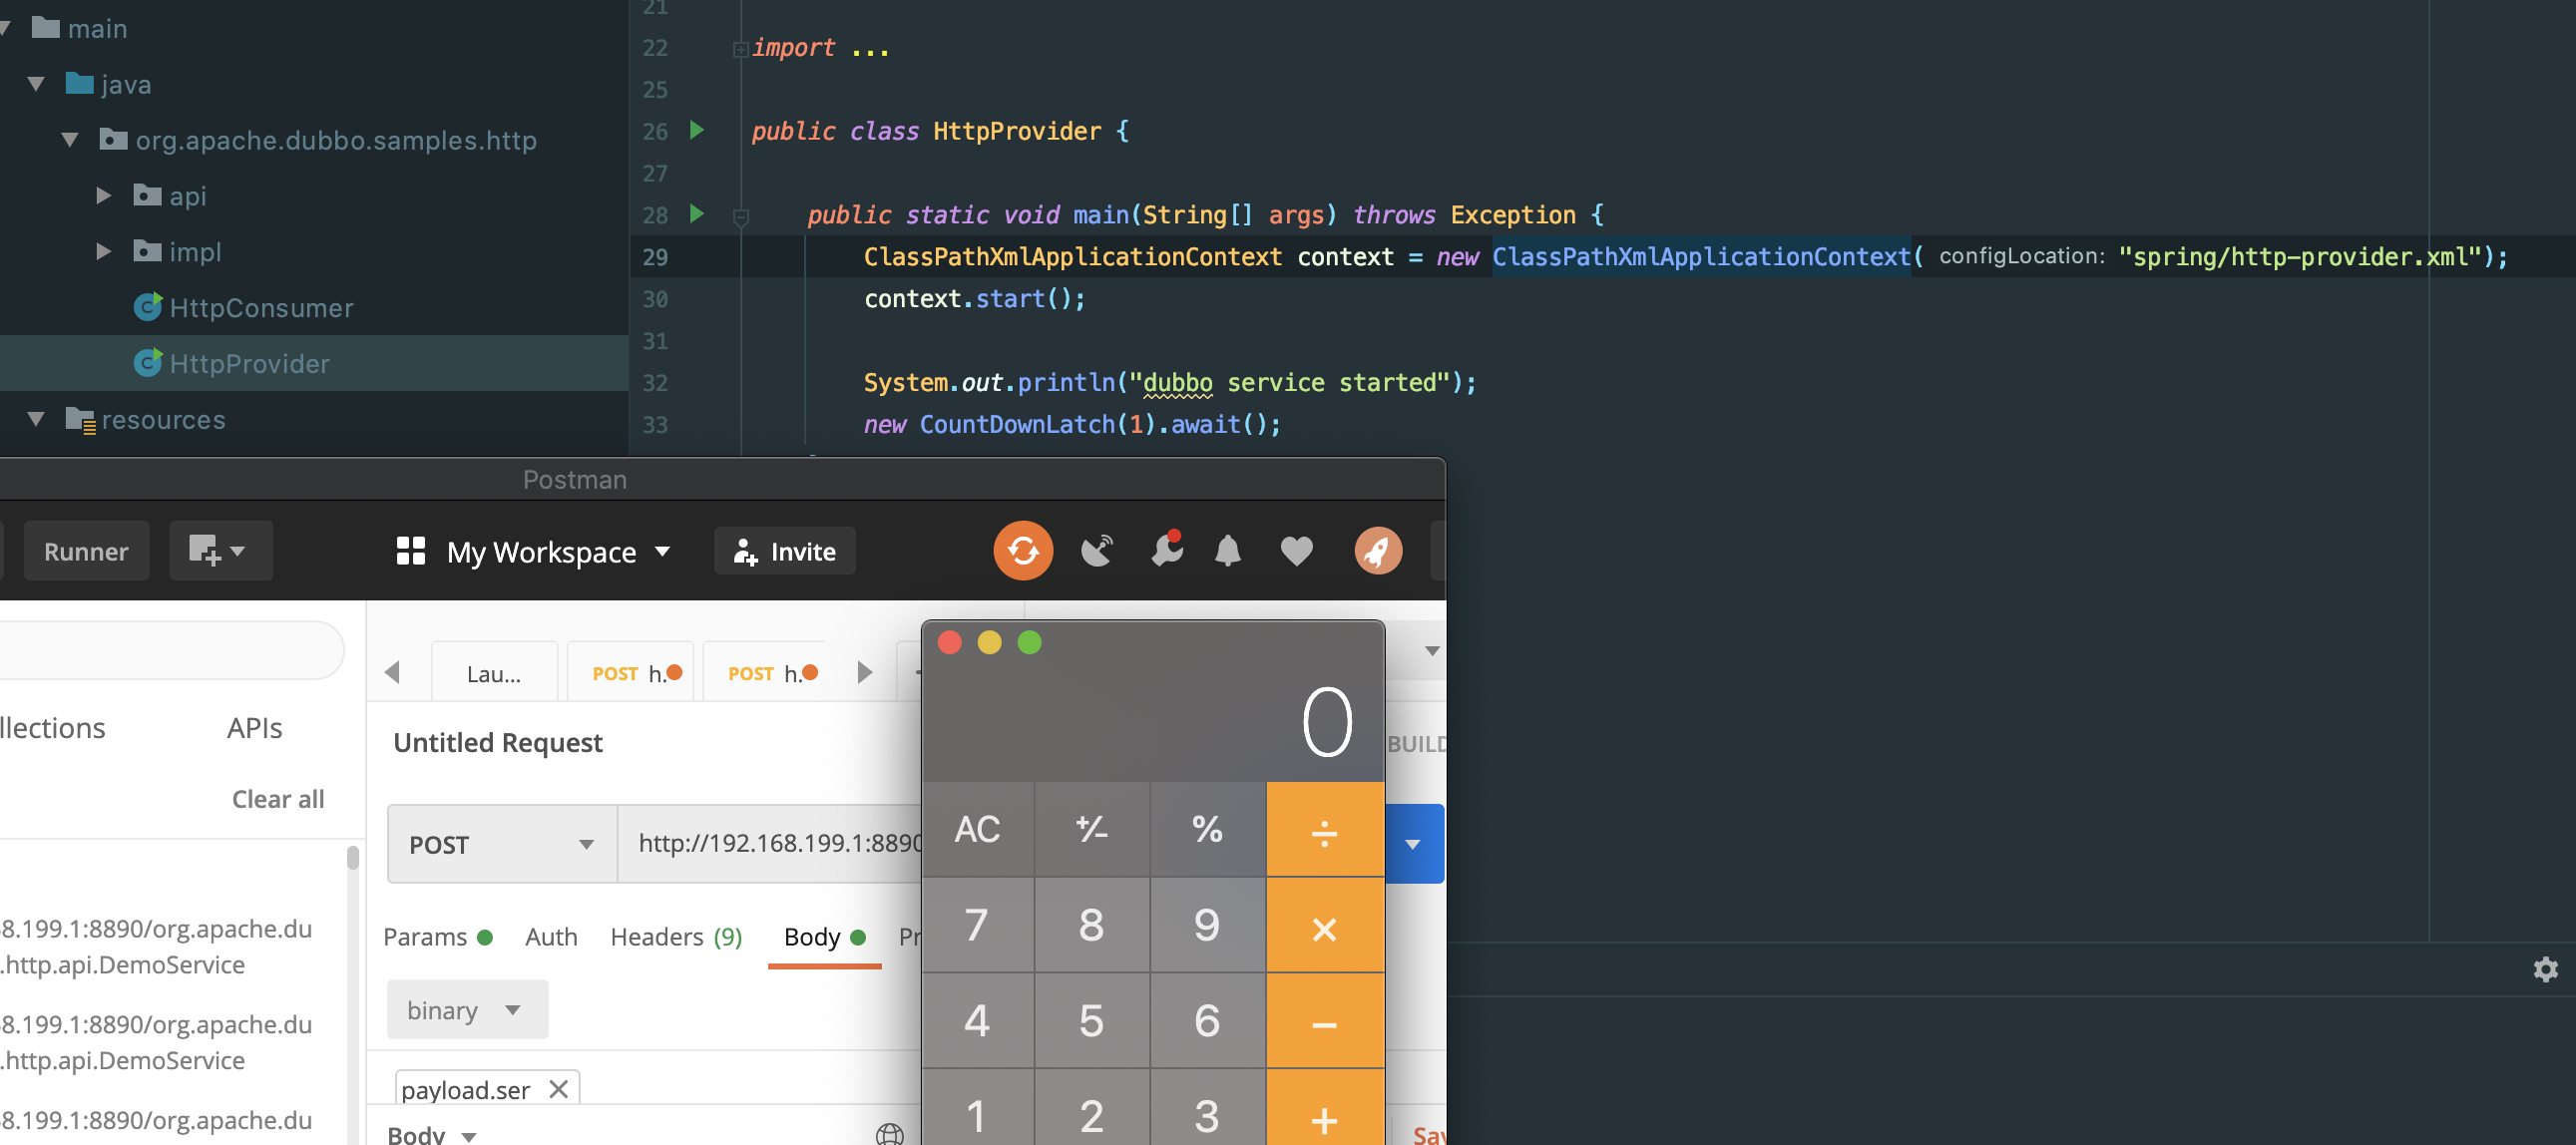 main
java
org.apache.dubbo.samples.http
api
impl
HttpConsumer
HttpProvider
resources
21
22 import ...
25
26 public class HttpProvider {
27
28 public static void main(String[] args) throws Exception {
29 ClassPathXmlApplicationContext context = new ClassPathXmlApplicationContext( configLocation: "spring/http-provider.xml");
30 context.start();
31
32 System.out.println("dubbo service started");
33 new CountDownLatch(1).await();
Postman
Runner
My Workspace
Invite
Lau...
POST h.
POST h.
llections
APIs
Clear all
Untitled Request
BUILD
POST
http://192.168.199.1:8890
Params
Auth
Headers (9)
Body
Pr
binary
payload.ser
Body
Sav
8.199.1:8890/org.apache.du
.http.api.DemoService
8.199.1:8890/org.apache.du
.http.api.DemoService
8.199.1:8890/org.apache.du
0
AC +/− % ÷
7 8 9 ×
4 5 6 −
1 2 3 +